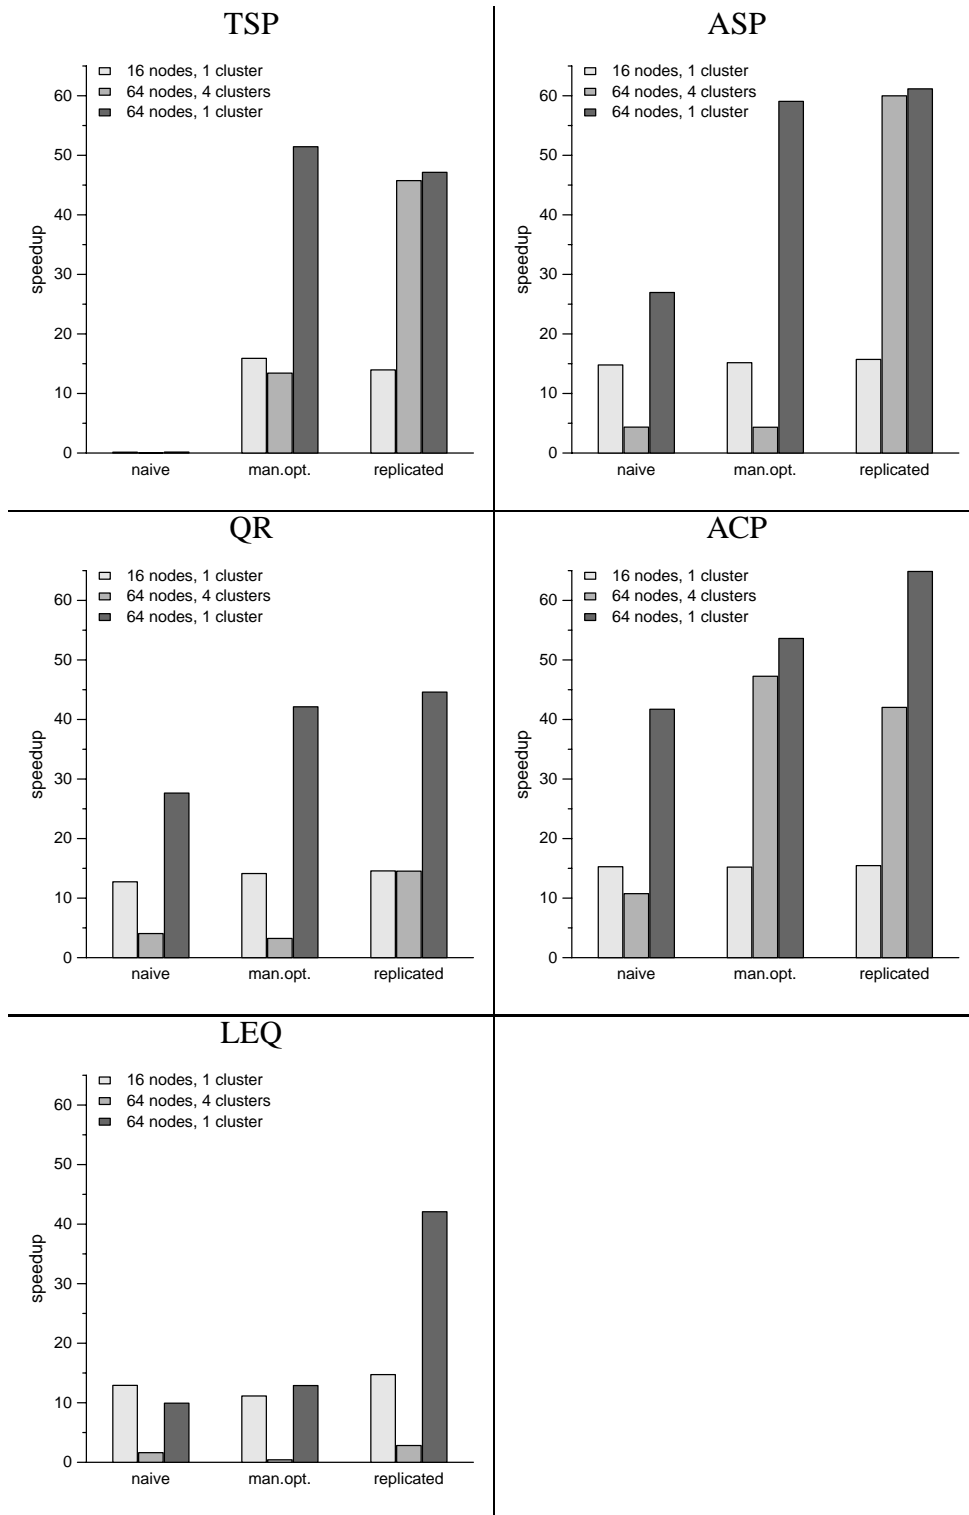 TSP
16 nodes, 1 cluster
64 nodes, 4 clusters
64 nodes, 1 cluster
60
50
40
30
20
10
0
speedup
naive man.opt. replicated
ASP
16 nodes, 1 cluster
64 nodes, 4 clusters
64 nodes, 1 cluster
60
50
40
30
20
10
0
speedup
naive man.opt. replicated
QR
16 nodes, 1 cluster
64 nodes, 4 clusters
64 nodes, 1 cluster
60
50
40
30
20
10
0
speedup
naive man.opt. replicated
ACP
16 nodes, 1 cluster
64 nodes, 4 clusters
64 nodes, 1 cluster
60
50
40
30
20
10
0
speedup
naive man.opt. replicated
LEQ
16 nodes, 1 cluster
64 nodes, 4 clusters
64 nodes, 1 cluster
60
50
40
30
20
10
0
speedup
naive man.opt. replicated